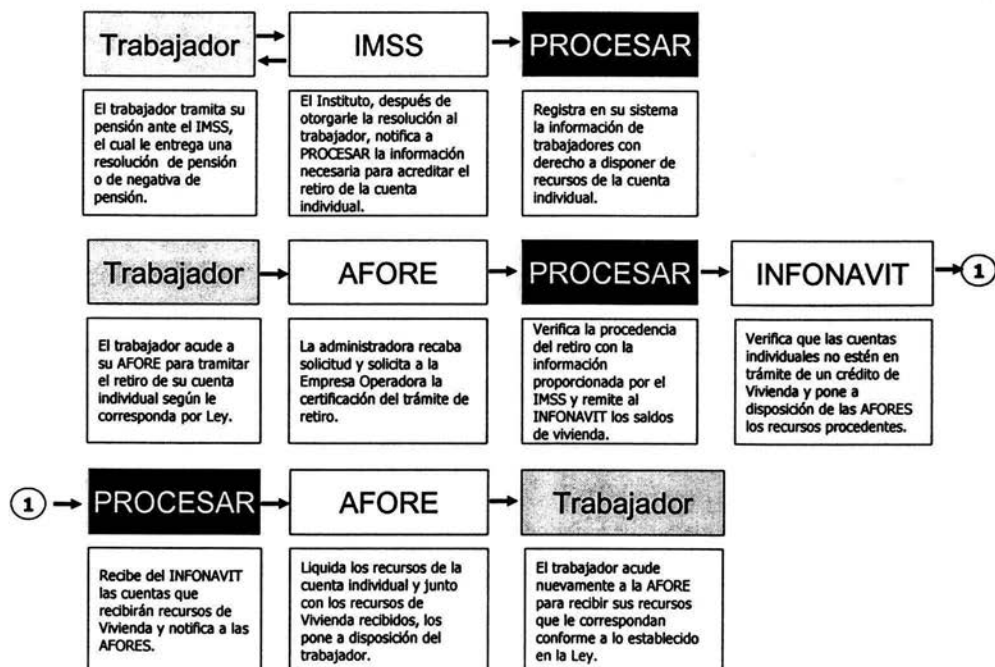 Trabajador
IMSS
PROCESAR
El trabajador tramita su
pensión ante el IMSS,
el cual le entrega una
resolución de pensión
o de negativa de
pensión.
El Instituto, después de
otorgarle la resolución al
trabajador, notifica a
PROCESAR la información
necesaria para acreditar el
retiro de la cuenta
individual.
Registra en su sistema
la información de
trabajadores con
derecho a disponer de
recursos de la cuenta
individual.
Trabajador
AFORE
PROCESAR
INFONAVIT
1
El trabajador acude a
su AFORE para tramitar
el retiro de su cuenta
individual según le
corresponda por Ley.
La administradora recaba
solicitud y solicita a la
Empresa Operadora la
certificación del trámite de
retiro.
Verifica la procedencia
del retiro con la
información
proporcionada por el
IMSS y remite al
INFONAVIT los saldos
de vivienda.
Verifica que las cuentas
individuales no estén en
trámite de un crédito de
Vivienda y pone a
disposición de las AFORES
los recursos procedentes.
1
PROCESAR
AFORE
Trabajador
Recibe del INFONAVIT
las cuentas que
recibirán recursos de
Vivienda y notifica a las
AFORES.
Liquida los recursos de la
cuenta individual y junto
con los recursos de
Vivienda recibidos, los
pone a disposición del
trabajador.
El trabajador acude
nuevamente a la AFORE
para recibir sus recursos
que le correspondan
conforme a lo establecido
en la Ley.